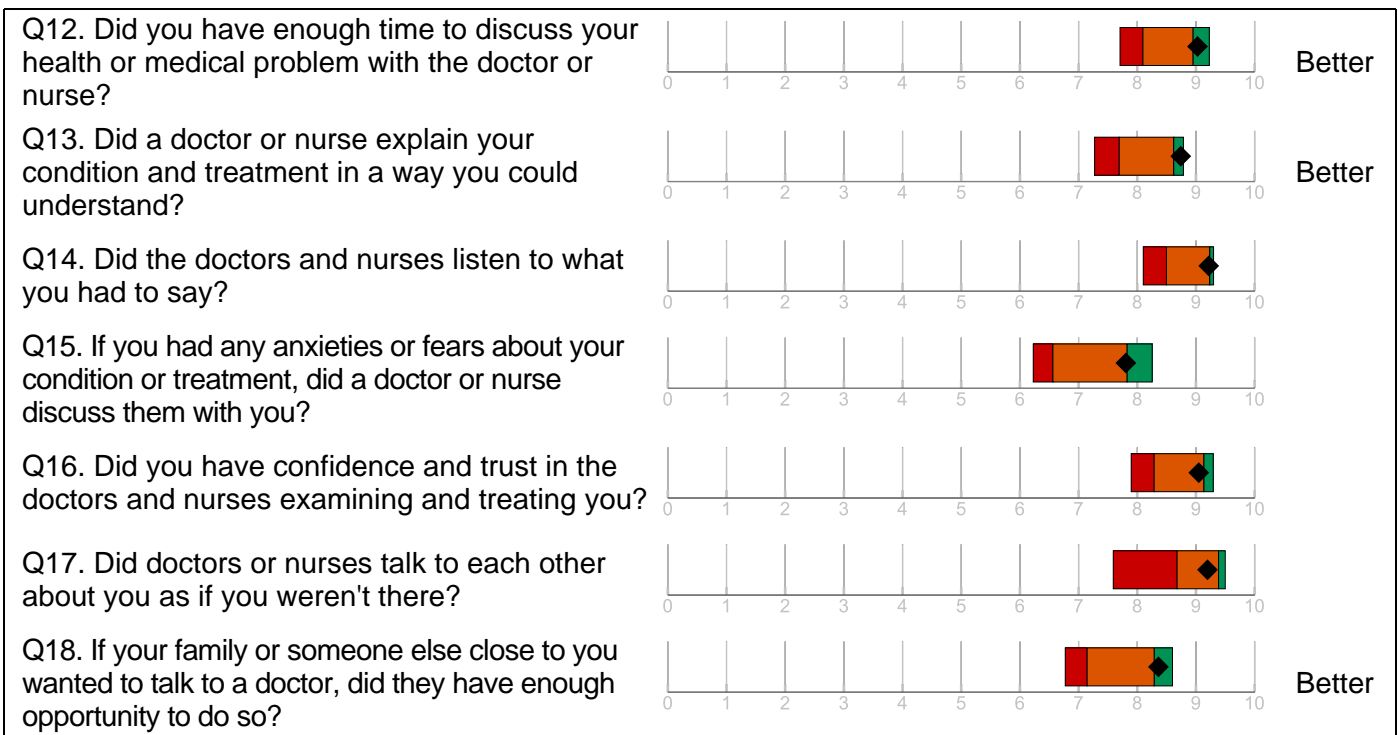 Q12. Did you have enough time to discuss your
health or medical problem with the doctor or
nurse?
0 1 2 3 4 5 6 7 8 9 10
Better
Q13. Did a doctor or nurse explain your
condition and treatment in a way you could
understand?
0 1 2 3 4 5 6 7 8 9 10
Better
Q14. Did the doctors and nurses listen to what
you had to say?
0 1 2 3 4 5 6 7 8 9 10
Q15. If you had any anxieties or fears about your
condition or treatment, did a doctor or nurse
discuss them with you?
0 1 2 3 4 5 6 7 8 9 10
Q16. Did you have confidence and trust in the
doctors and nurses examining and treating you?
0 1 2 3 4 5 6 7 8 9 10
Q17. Did doctors or nurses talk to each other
about you as if you weren't there?
0 1 2 3 4 5 6 7 8 9 10
Q18. If your family or someone else close to you
wanted to talk to a doctor, did they have enough
opportunity to do so?
0 1 2 3 4 5 6 7 8 9 10
Better